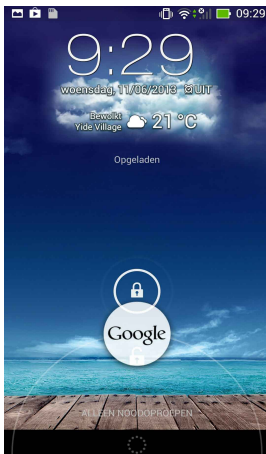 09:29
9:29
woensdag, 11/06/2013 UIT
Bewolkt
Yide Village
21 °C
Opgeladen
Google
ALLEEN NOODOPROEPEN